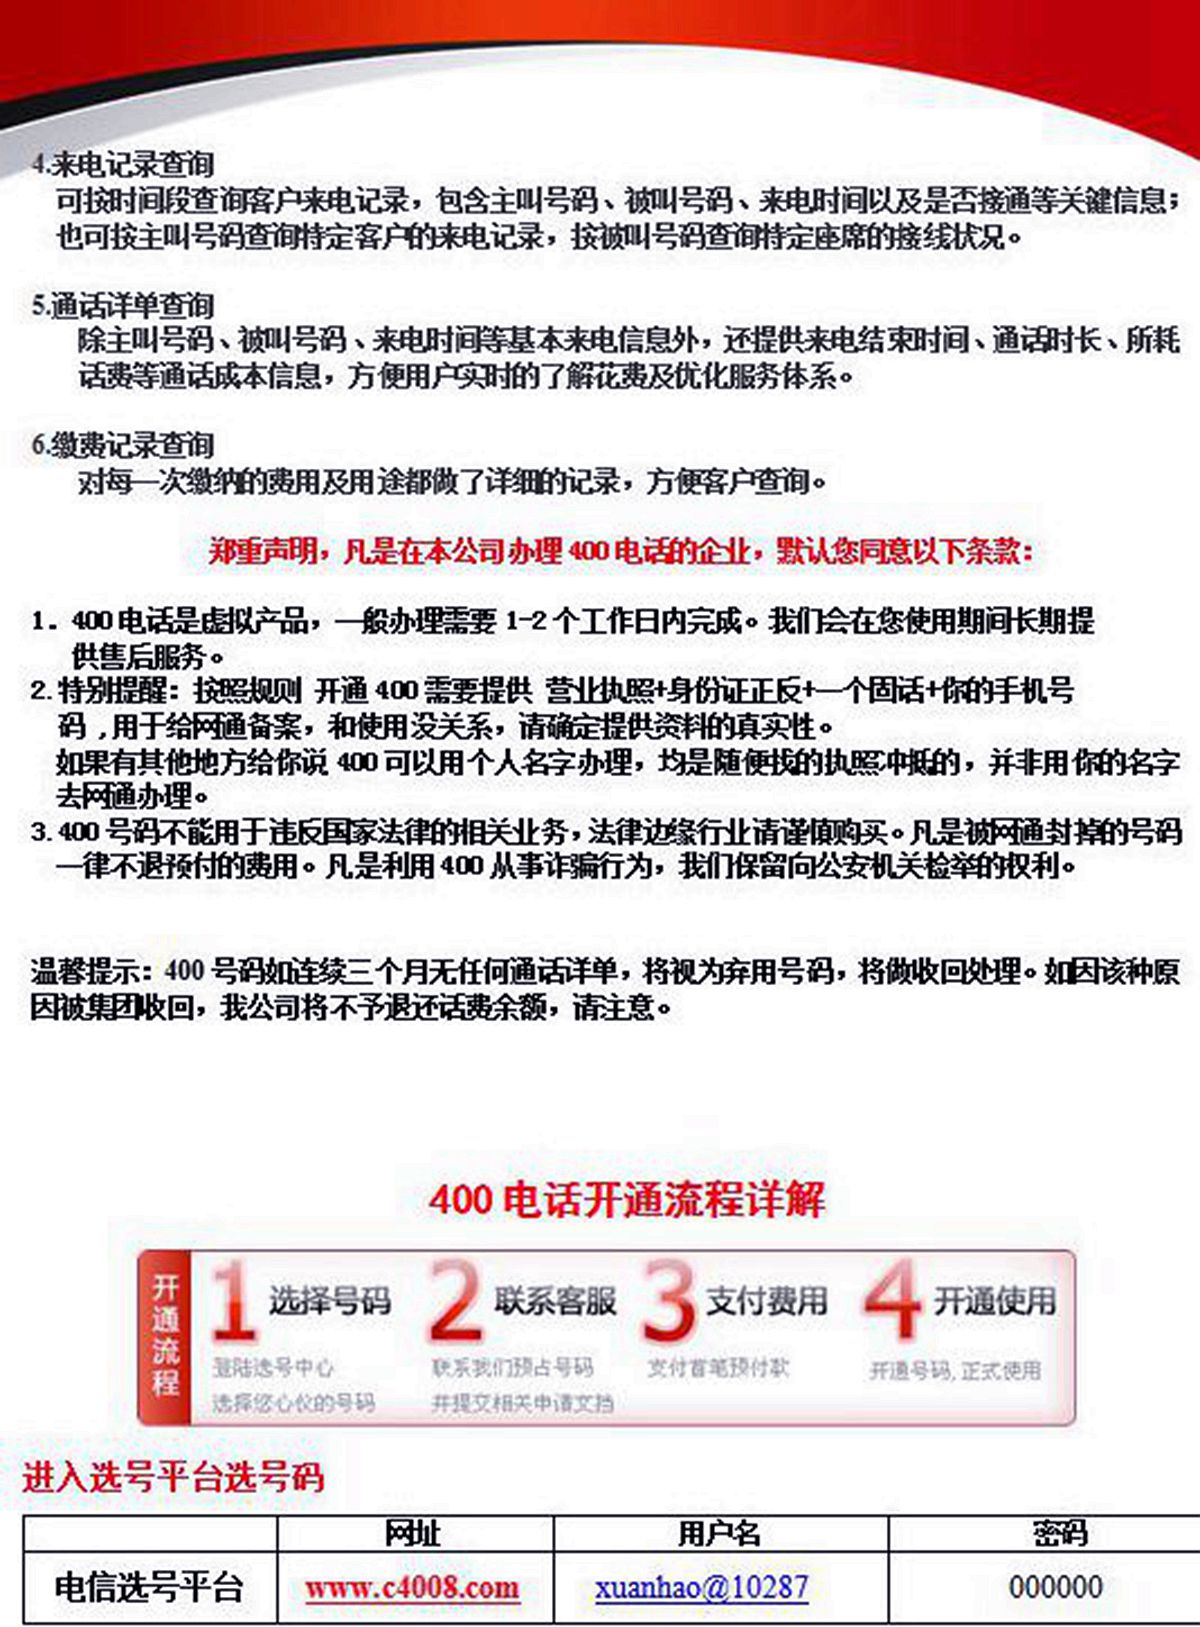 4.来电记录查询
可按时间段查询客户来电记录，包含主叫号码、被叫号码、来电时间以及是否接通等关键信息；
也可按主叫号码查询特定客户的来电记录，按被叫号码查询特定座席的接线状况。
5.通话详单查询
除主叫号码、被叫号码、来电时间等基本来电信息外，还提供来电结束时间、通话时长、所耗
话费等通话成本信息，方便用户实时的了解花费及优化服务体系。
6.缴费记录查询
对每一次缴纳的费用及用途都做了详细的记录，方便客户查询。
郑重声明，凡是在本公司办理400电话的企业，默认您同意以下条款：
1. 400电话是虚拟产品，一般办理需要 1-2 个工作日内完成。我们会在您使用期间长期提
供售后服务。
2. 特别提醒：按照规则 开通 400 需要提供 营业执照+身份证正反+一个固话+你的手机号
码 ,用于给网通备案，和使用没关系，请确定提供资料的真实性。
如果有其他地方给你说 400 可以用个人名字办理，均是随便找的执照冲抵的，并非用你的名字
去网通办理。
3. 400 号码不能用于违反国家法律的相关业务，法律边缘行业请谨慎购买。凡是被网通封掉的号码
一律不退预付的费用。凡是利用 400 从事诈骗行为，我们保留向公安机关检举的权利。
温馨提示：400 号码如连续三个月无任何通话详单，将视为弃用号码，将做收回处理。如因该种原
因被集团收回，我公司将不予退还话费余额，请注意。
400 电话开通流程详解
开通流程
1 选择号码 2 联系客服 3 支付费用 4 开通使用
登陆选号中心 联系我们预占号码 支付首笔预付款 开通号码, 正式使用
选择您心仪的号码 并提交相关申请文档
进入选号平台选号码
网址 用户名 密码
电信选号平台 www.c4008.com xuanhao@10287 000000